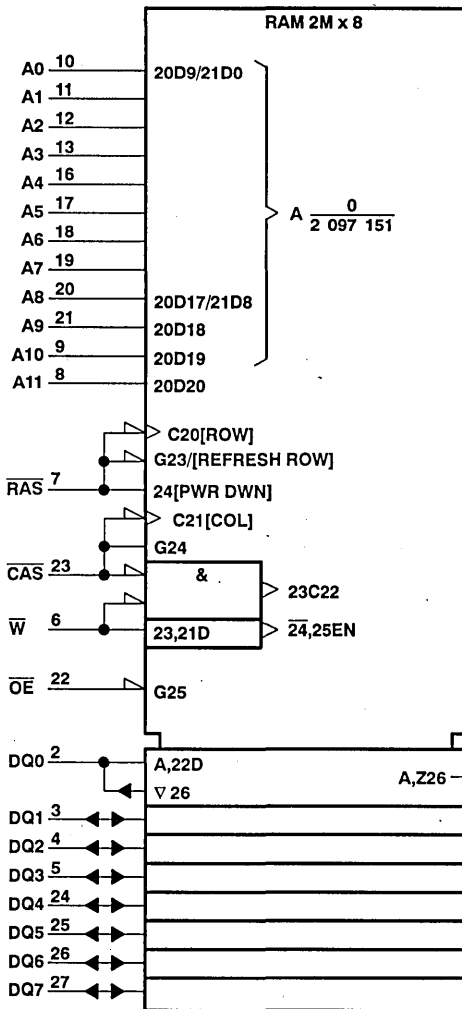 RAM 2M x 8
A0 10 20D9/21D0
A1 11
A2 12
A3 13
A4 16
A5 17
A6 18
A7 19
A8 20 20D17/21D8
A9 21 20D18
A10 9 20D19
A11 8 20D20
A 0
2 097 151
C20[ROW]
G23/[REFRESH ROW]
RAS 7 24[PWR DWN]
C21[COL]
G24
CAS 23 &
23C22
W 6 23,21D 24,25EN
OE 22 G25
DQ0 2 A,22D
∇ 26 A,Z26
DQ1 3
DQ2 4
DQ3 5
DQ4 24
DQ5 25
DQ6 26
DQ7 27